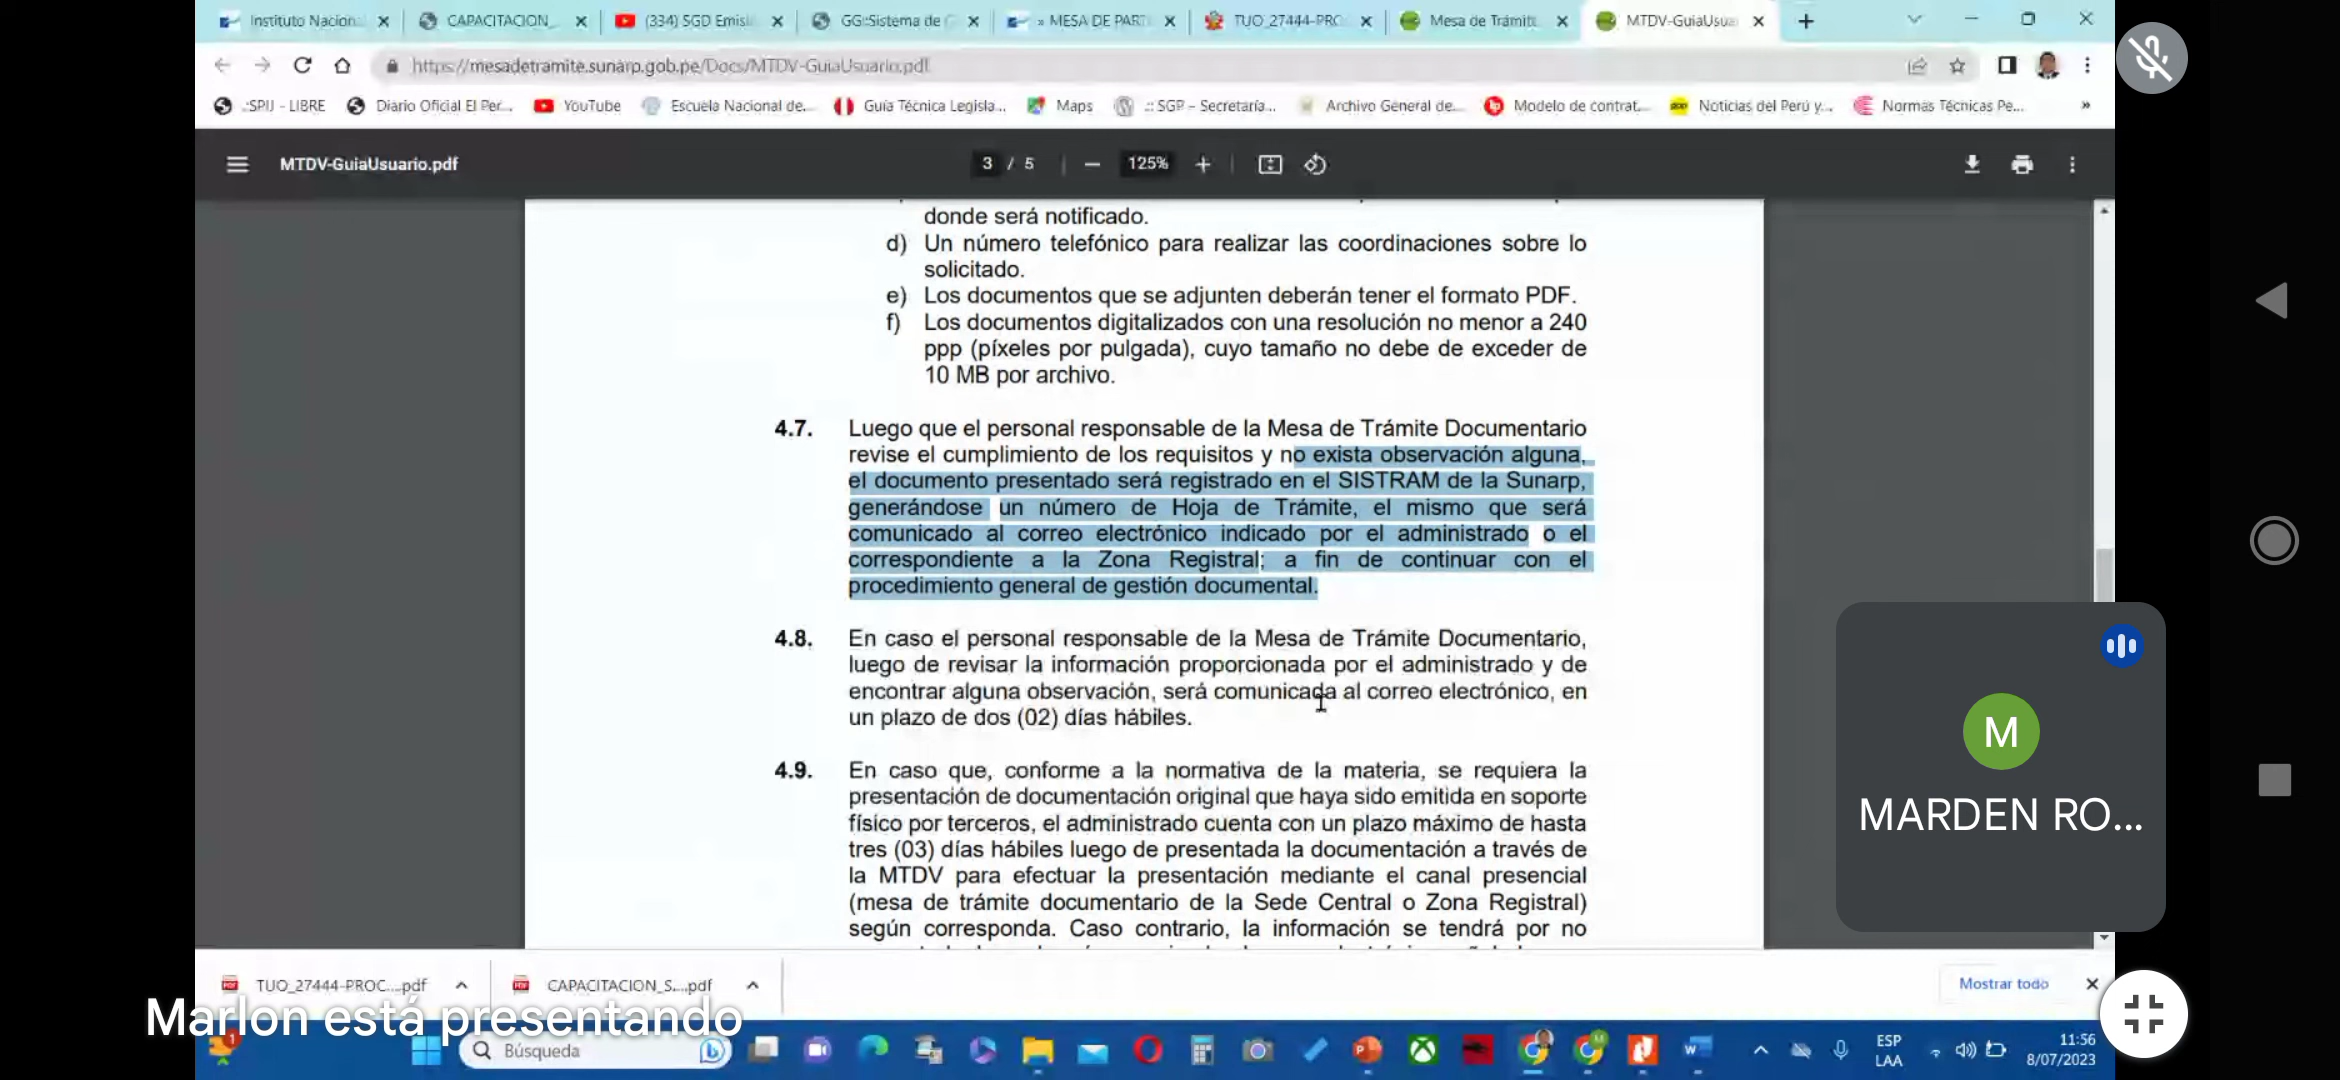 Instituto Nacion
CAPACITACION_
(334) SGD Emisi
GG:Sistema de G
» MESA DE PART
TUO_27444-PRO
Mesa de Trámite
MTDV-GuiaUsua
https://mesadetramite.sunarp.gob.pe/Docs/MTDV-GuiaUsuario.pdf
.:SPIJ - LIBRE
Diario Oficial El Per...
YouTube
Escuela Nacional de...
Guía Técnica Legisla...
Maps
.:: SGP – Secretaría...
Archivo General de...
Modelo de contrat...
Noticias del Perú y...
Normas Técnicas Pe...
»
MTDV-GuiaUsuario.pdf
3 / 5
125%
donde será notificado.
d) Un número telefónico para realizar las coordinaciones sobre lo
solicitado.
e) Los documentos que se adjunten deberán tener el formato PDF.
f) Los documentos digitalizados con una resolución no menor a 240
ppp (píxeles por pulgada), cuyo tamaño no debe de exceder de
10 MB por archivo.
4.7. Luego que el personal responsable de la Mesa de Trámite Documentario
revise el cumplimiento de los requisitos y no exista observación alguna,
el documento presentado será registrado en el SISTRAM de la Sunarp,
generándose un número de Hoja de Trámite, el mismo que será
comunicado al correo electrónico indicado por el administrado o el
correspondiente a la Zona Registral; a fin de continuar con el
procedimiento general de gestión documental.
4.8. En caso el personal responsable de la Mesa de Trámite Documentario,
luego de revisar la información proporcionada por el administrado y de
encontrar alguna observación, será comunicada al correo electrónico, en
un plazo de dos (02) días hábiles.
4.9. En caso que, conforme a la normativa de la materia, se requiera la
presentación de documentación original que haya sido emitida en soporte
físico por terceros, el administrado cuenta con un plazo máximo de hasta
tres (03) días hábiles luego de presentada la documentación a través de
la MTDV para efectuar la presentación mediante el canal presencial
(mesa de trámite documentario de la Sede Central o Zona Registral)
según corresponda. Caso contrario, la información se tendrá por no
M
MARDEN RO...
TUO_27444-PROC....pdf
CAPACITACION_S....pdf
Mostrar todo
Marlon está presentando
Búsqueda
ESP
LAA
11:56
8/07/2023